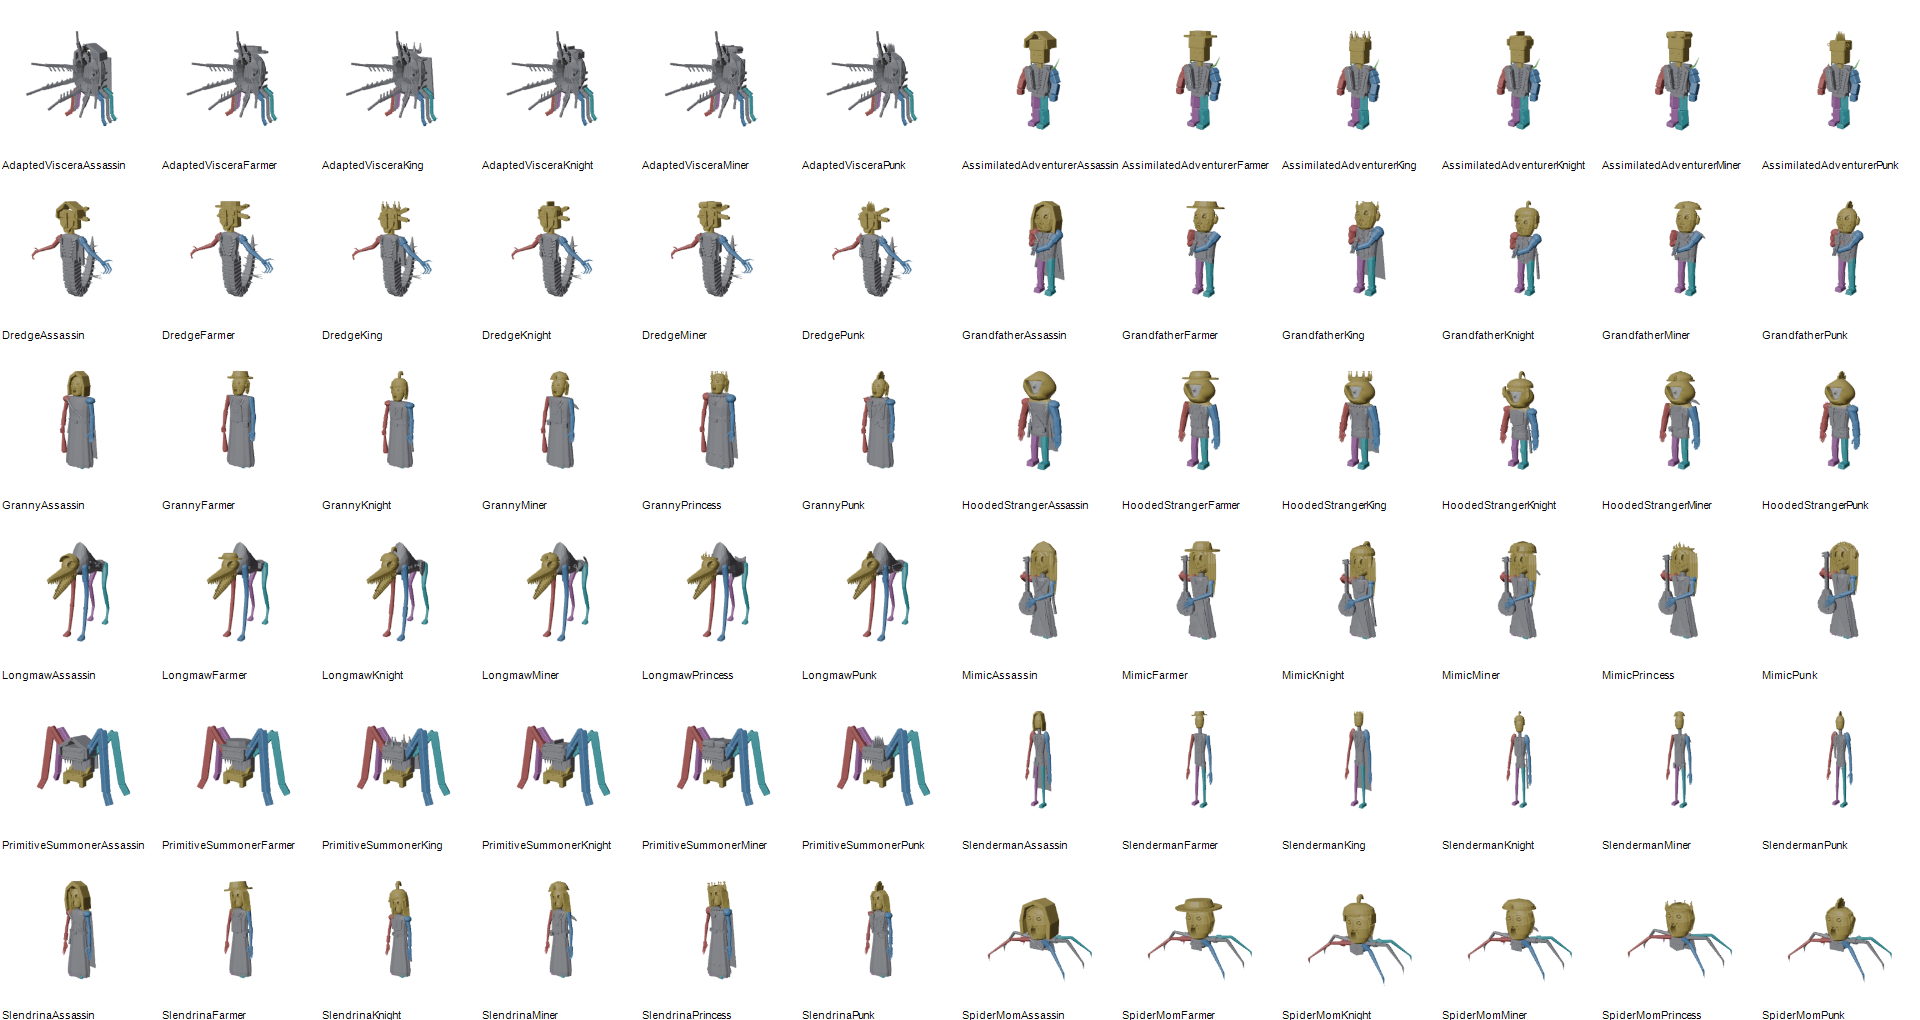 AdaptedVisceraAssassin AdaptedVisceraFarmer AdaptedVisceraKing AdaptedVisceraKnight AdaptedVisceraMiner AdaptedVisceraPunk AssimilatedAdventurerAssassin AssimilatedAdventurerFarmer AssimilatedAdventurerKing AssimilatedAdventurerKnight AssimilatedAdventurerMiner AssimilatedAdventurerPunk
DredgeAssassin DredgeFarmer DredgeKing DredgeKnight DredgeMiner DredgePunk GrandfatherAssassin GrandfatherFarmer GrandfatherKing GrandfatherKnight GrandfatherMiner GrandfatherPunk
GrannyAssassin GrannyFarmer GrannyKnight GrannyMiner GrannyPrincess GrannyPunk HoodedStrangerAssassin HoodedStrangerFarmer HoodedStrangerKing HoodedStrangerKnight HoodedStrangerMiner HoodedStrangerPunk
LongmawAssassin LongmawFarmer LongmawKnight LongmawMiner LongmawPrincess LongmawPunk MimicAssassin MimicFarmer MimicKnight MimicMiner MimicPrincess MimicPunk
PrimitiveSummonerAssassin PrimitiveSummonerFarmer PrimitiveSummonerKing PrimitiveSummonerKnight PrimitiveSummonerMiner PrimitiveSummonerPunk SlendermanAssassin SlendermanFarmer SlendermanKing SlendermanKnight SlendermanMiner SlendermanPunk
SlendrinaAssassin SlendrinaFarmer SlendrinaKnight SlendrinaMiner SlendrinaPrincess SlendrinaPunk SpiderMomAssassin SpiderMomFarmer SpiderMomKnight SpiderMomMiner SpiderMomPrincess SpiderMomPunk